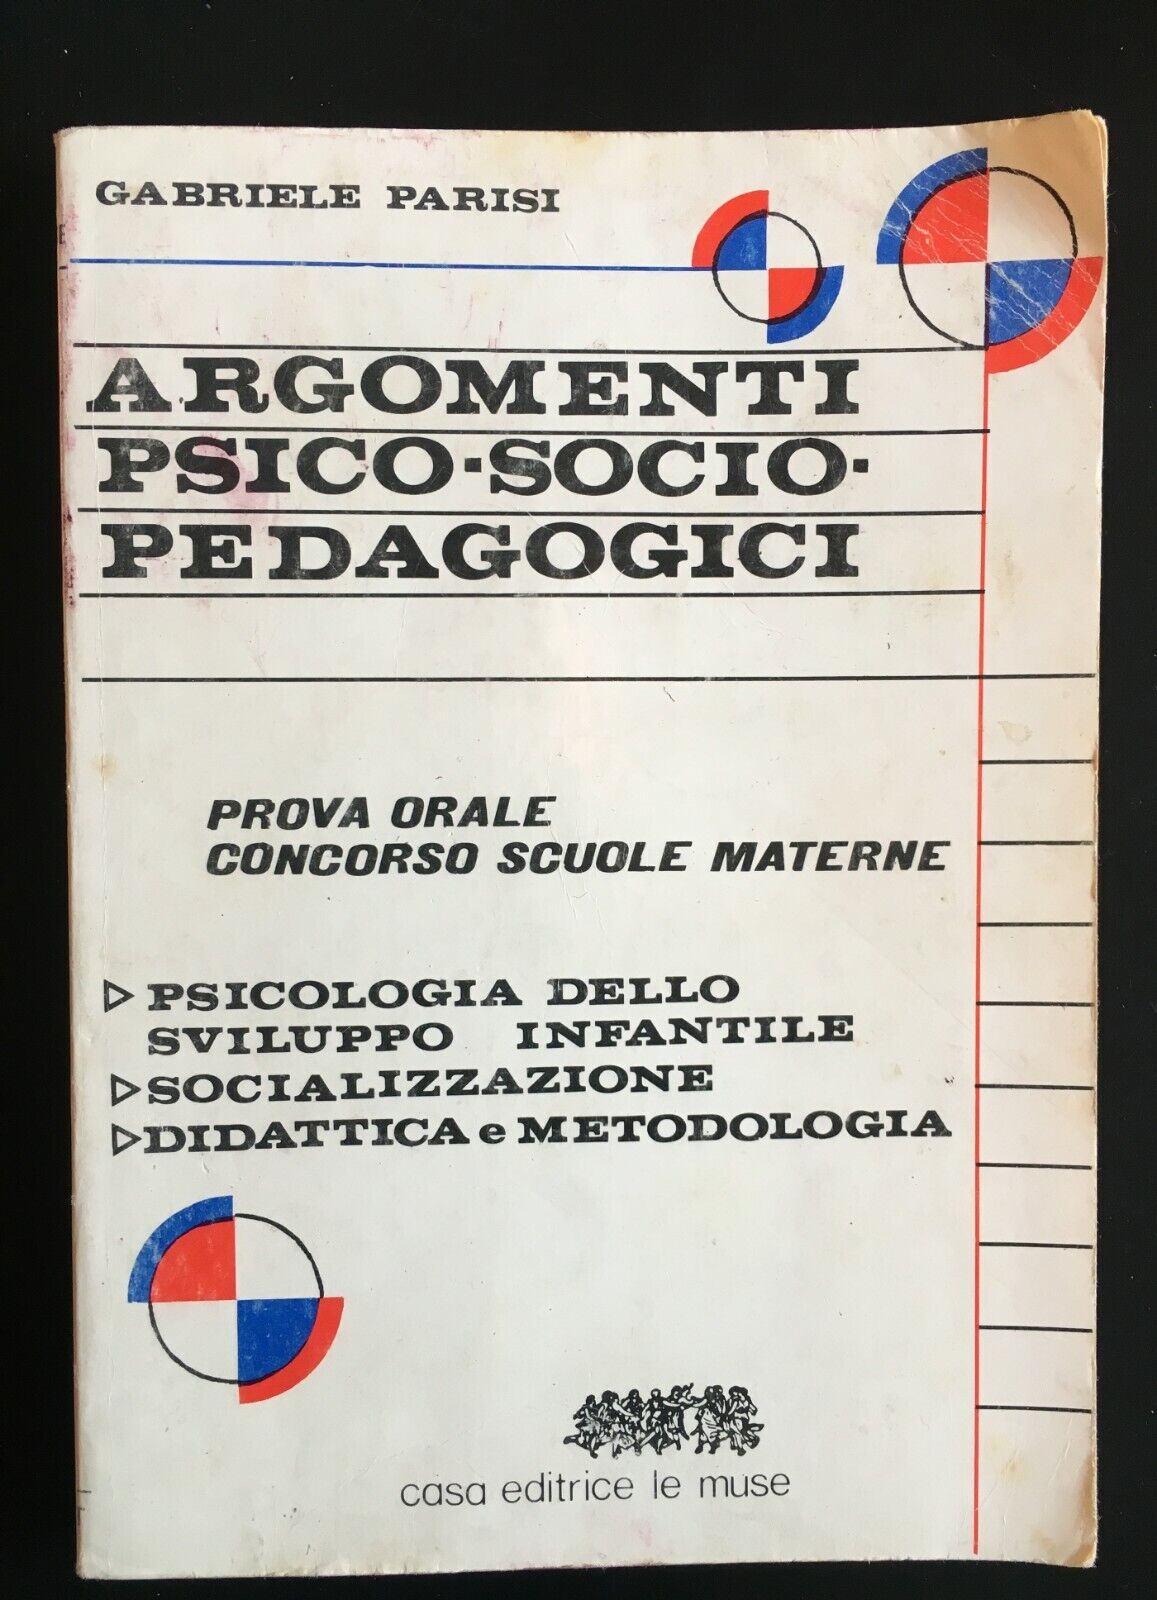 GABRIELE PARISI
ARGOMENTI
PSICO-SOCIO-
PEDAGOGICI
PROVA ORALE
CONCORSO SCUOLE MATERNE
PSICOLOGIA DELLO
SVILUPPO INFANTILE
SOCIALIZZAZIONE
DIDATTICA e METODOLOGIA
casa editrice le muse